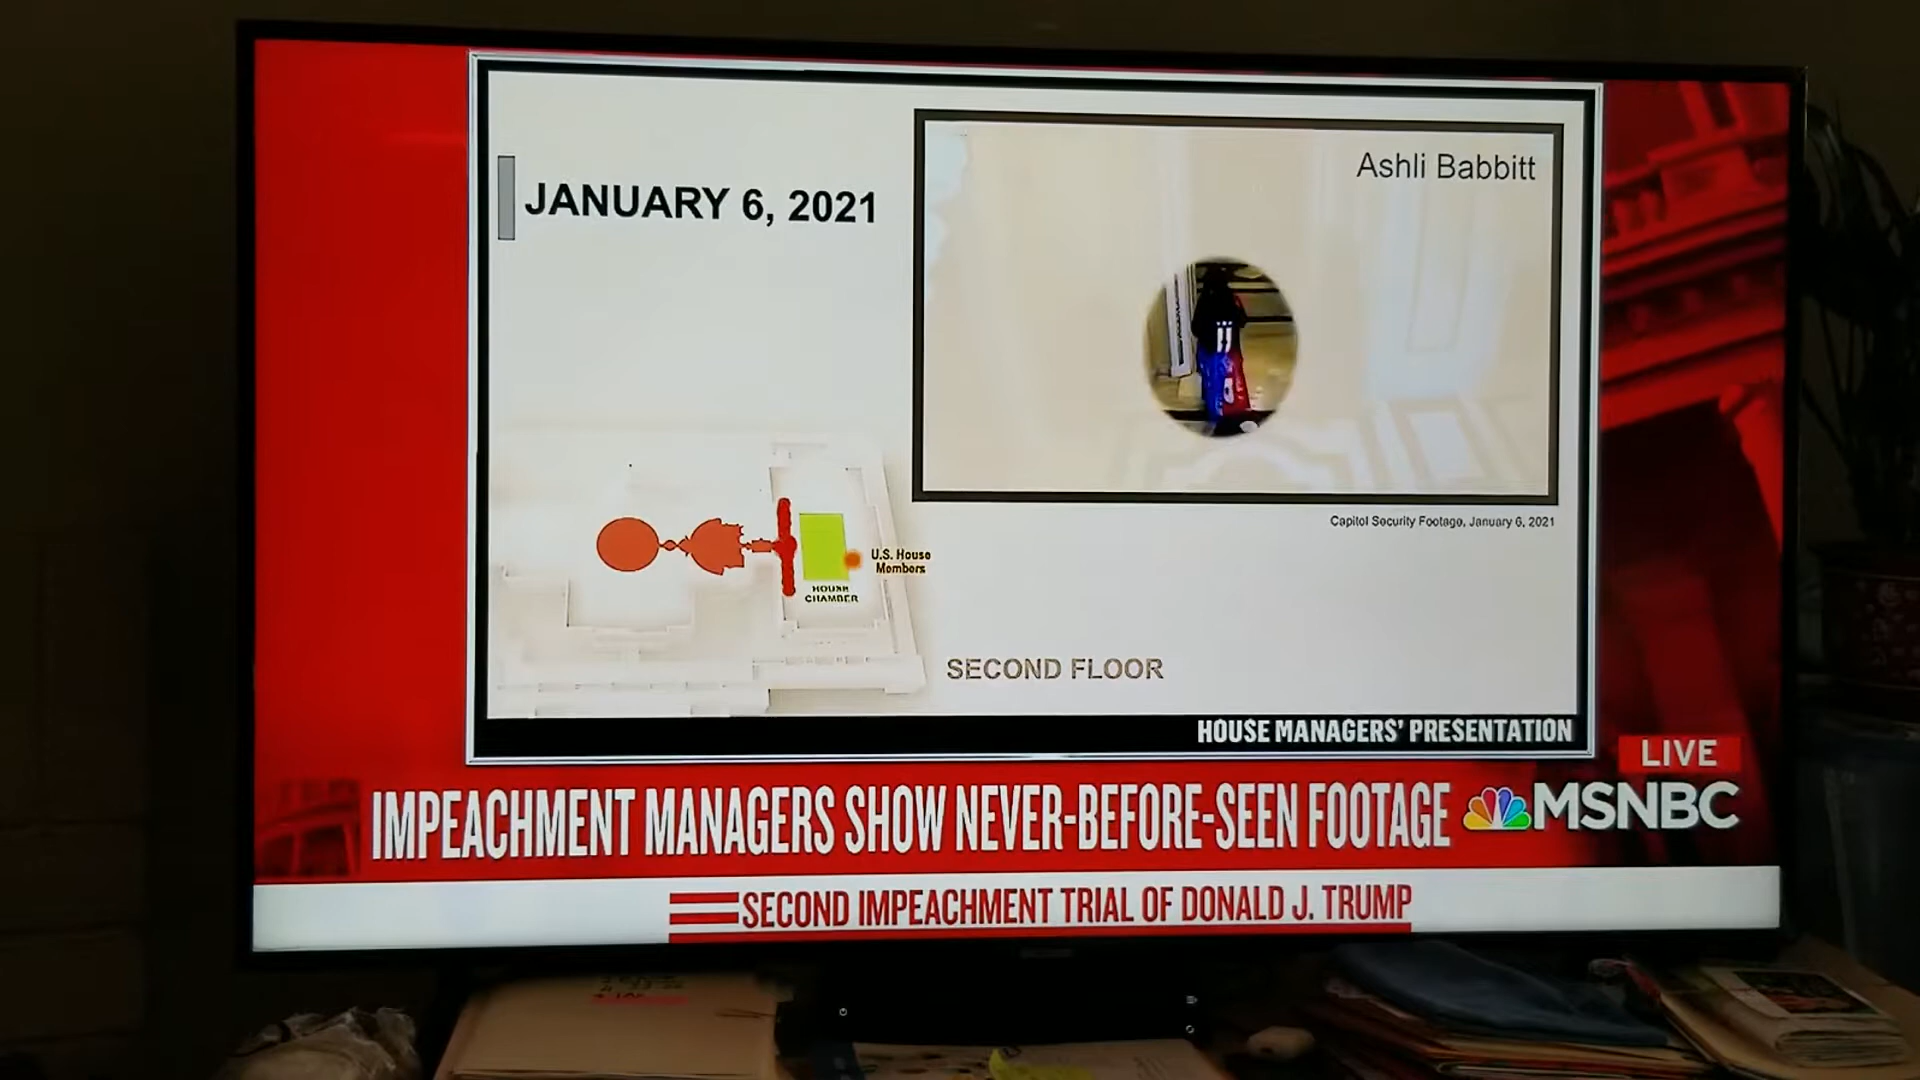 JANUARY 6, 2021
Ashli Babbitt
Capitol Security Footage, January 6, 2021
U.S. House
Members
HOUSE
CHAMBER
SECOND FLOOR
HOUSE MANAGERS' PRESENTATION
LIVE
IMPEACHMENT MANAGERS SHOW NEVER-BEFORE-SEEN FOOTAGE
MSNBC
SECOND IMPEACHMENT TRIAL OF DONALD J. TRUMP